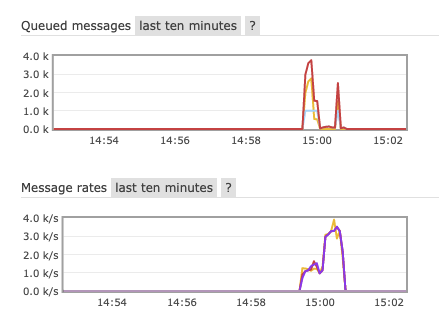 Queued messages last ten minutes ?
4.0 k
3.0 k
2.0 k
1.0 k
0.0 k
14:54 14:56 14:58 15:00 15:02
Message rates last ten minutes ?
4.0 k/s
3.0 k/s
2.0 k/s
1.0 k/s
0.0 k/s
14:54 14:56 14:58 15:00 15:02